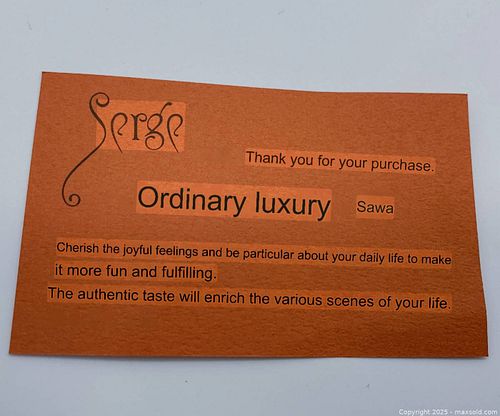 Serge
Thank you for your purchase.
Ordinary luxury
Sawa
Cherish the joyful feelings and be particular about your daily life to make
it more fun and fulfilling.
The authentic taste will enrich the various scenes of your life.
Copyright 2025 - maxsold.com